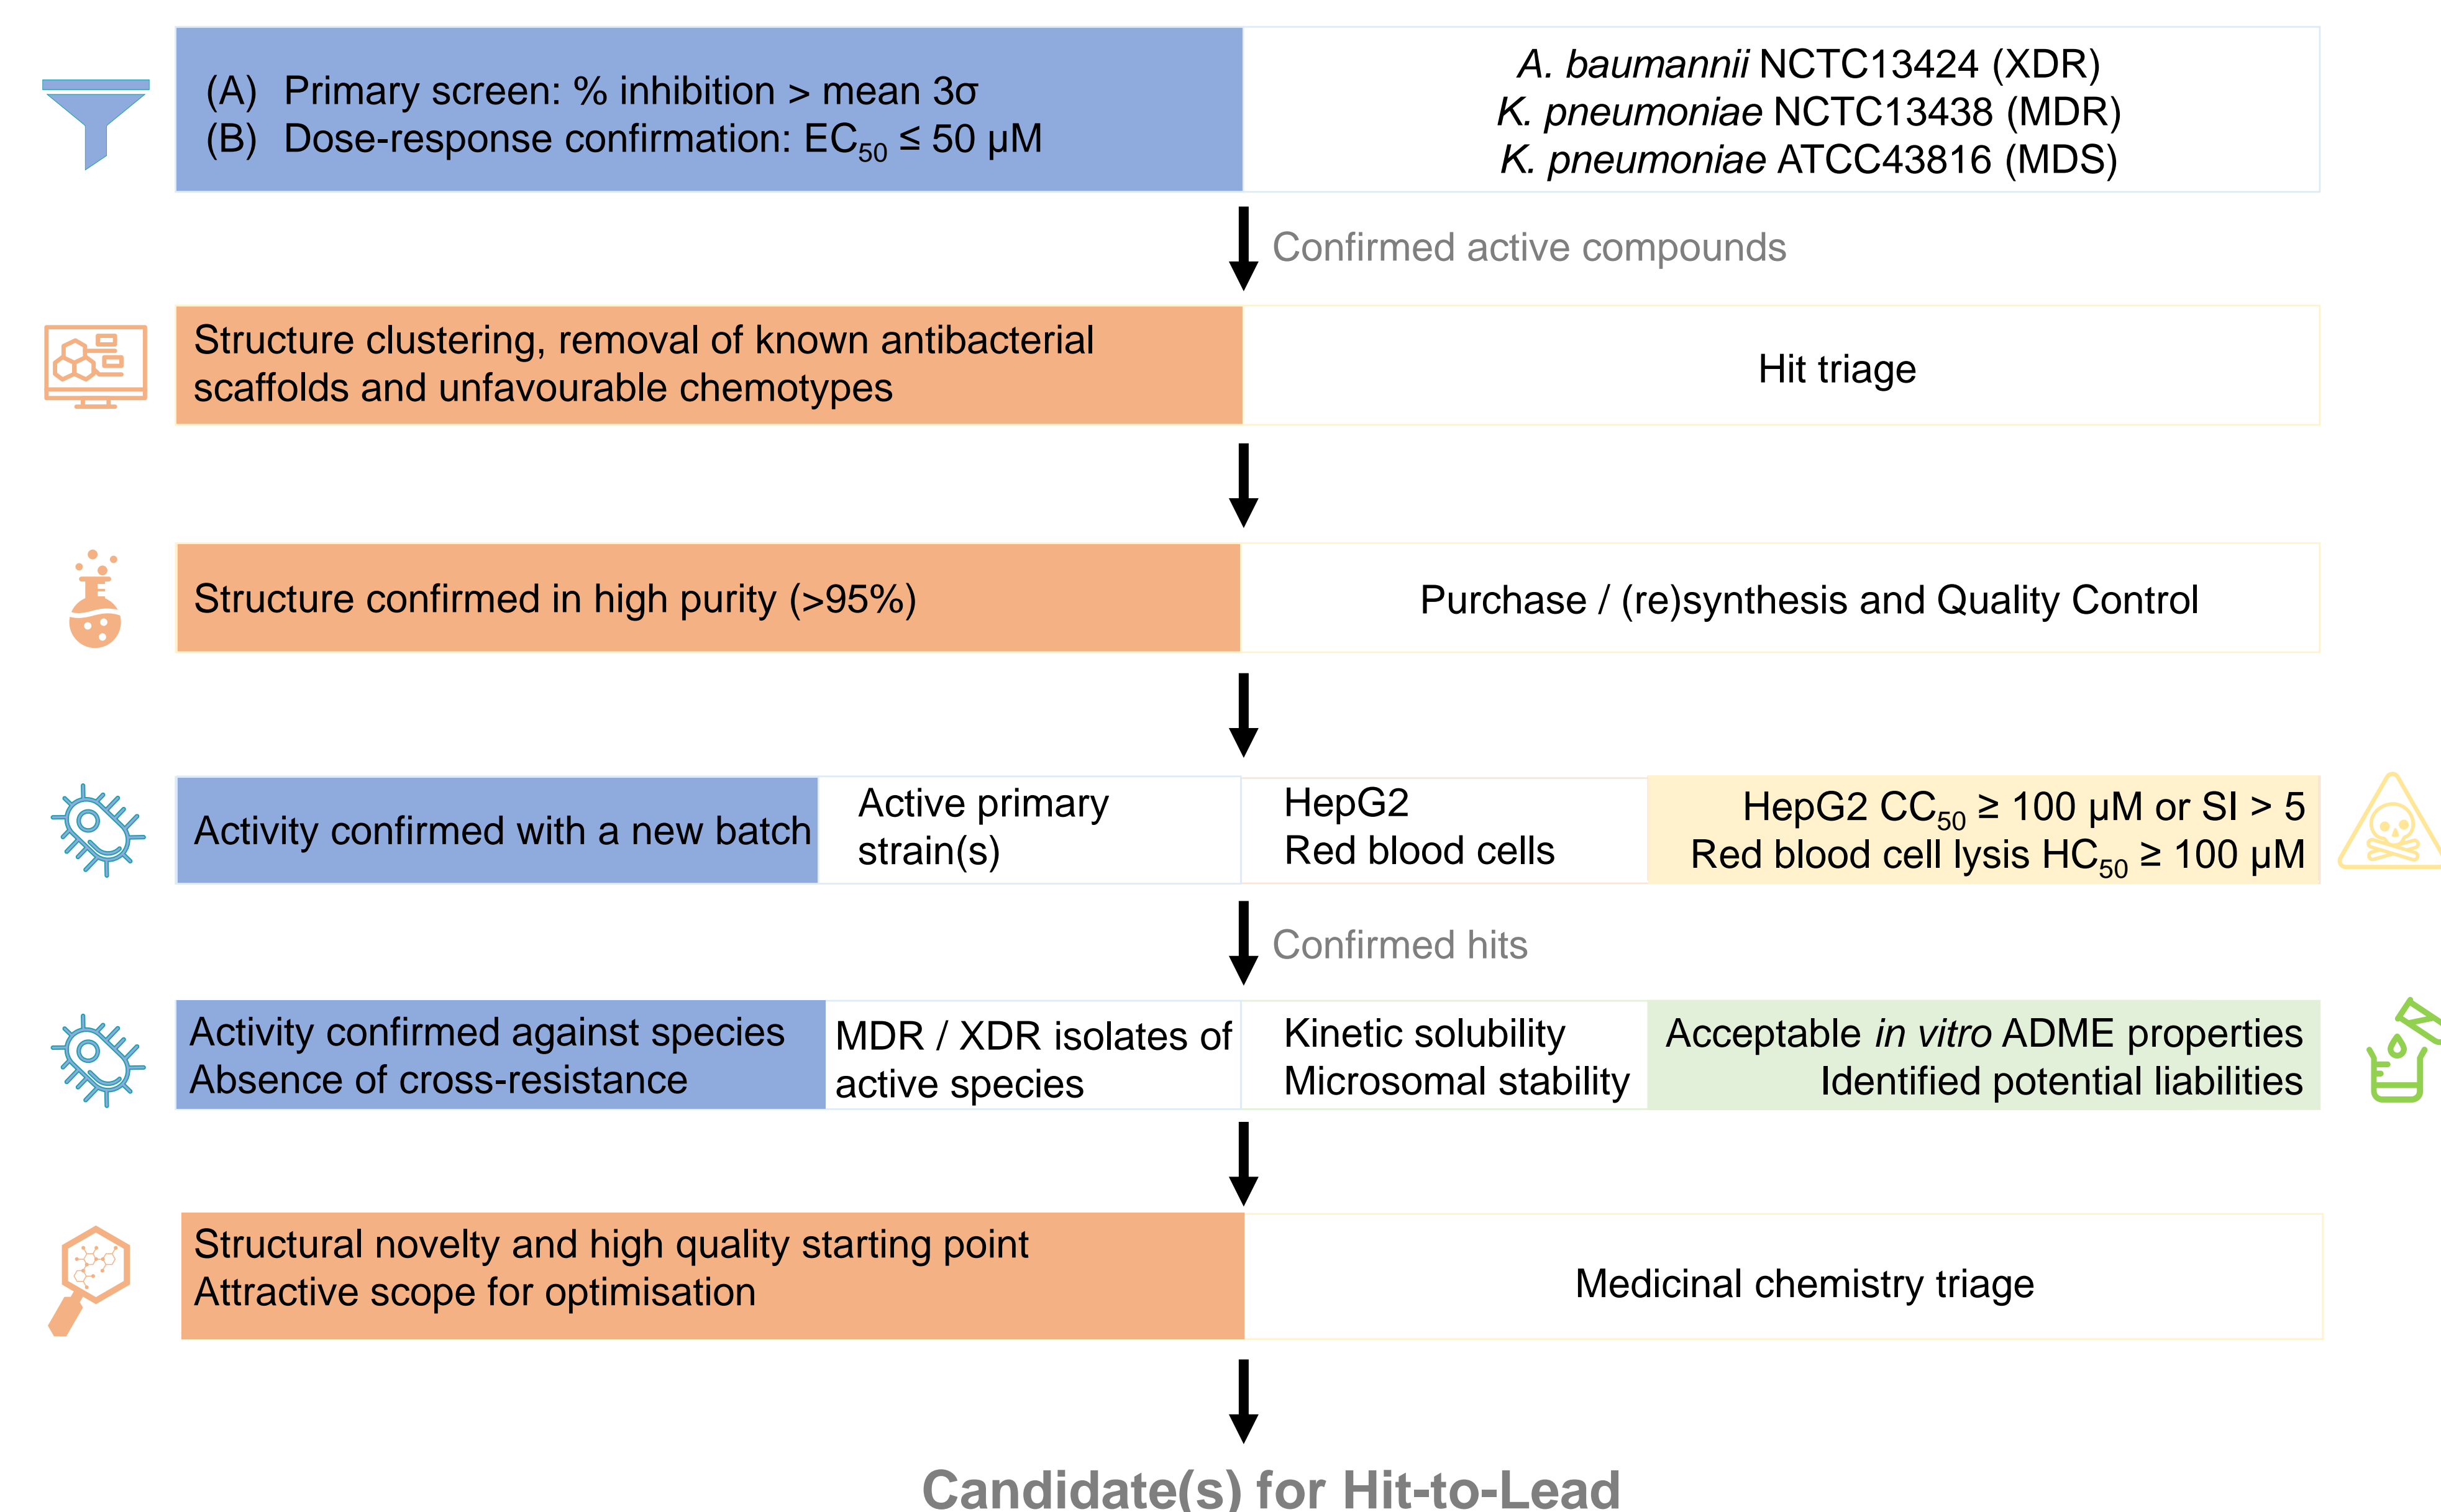 (A) Primary screen: % inhibition > mean 3σ
(B) Dose-response confirmation: EC50 ≤ 50 μM
A. baumannii NCTC13424 (XDR)
K. pneumoniae NCTC13438 (MDR)
K. pneumoniae ATCC43816 (MDS)
Confirmed active compounds
Structure clustering, removal of known antibacterial
scaffolds and unfavourable chemotypes
Hit triage
Structure confirmed in high purity (>95%)
Purchase / (re)synthesis and Quality Control
Activity confirmed with a new batch
Active primary
strain(s)
HepG2
Red blood cells
HepG2 CC50 ≥ 100 μM or SI > 5
Red blood cell lysis HC50 ≥ 100 μM
Confirmed hits
Activity confirmed against species
Absence of cross-resistance
MDR / XDR isolates of
active species
Kinetic solubility
Microsomal stability
Acceptable in vitro ADME properties
Identified potential liabilities
Structural novelty and high quality starting point
Attractive scope for optimisation
Medicinal chemistry triage
Candidate(s) for Hit-to-Lead